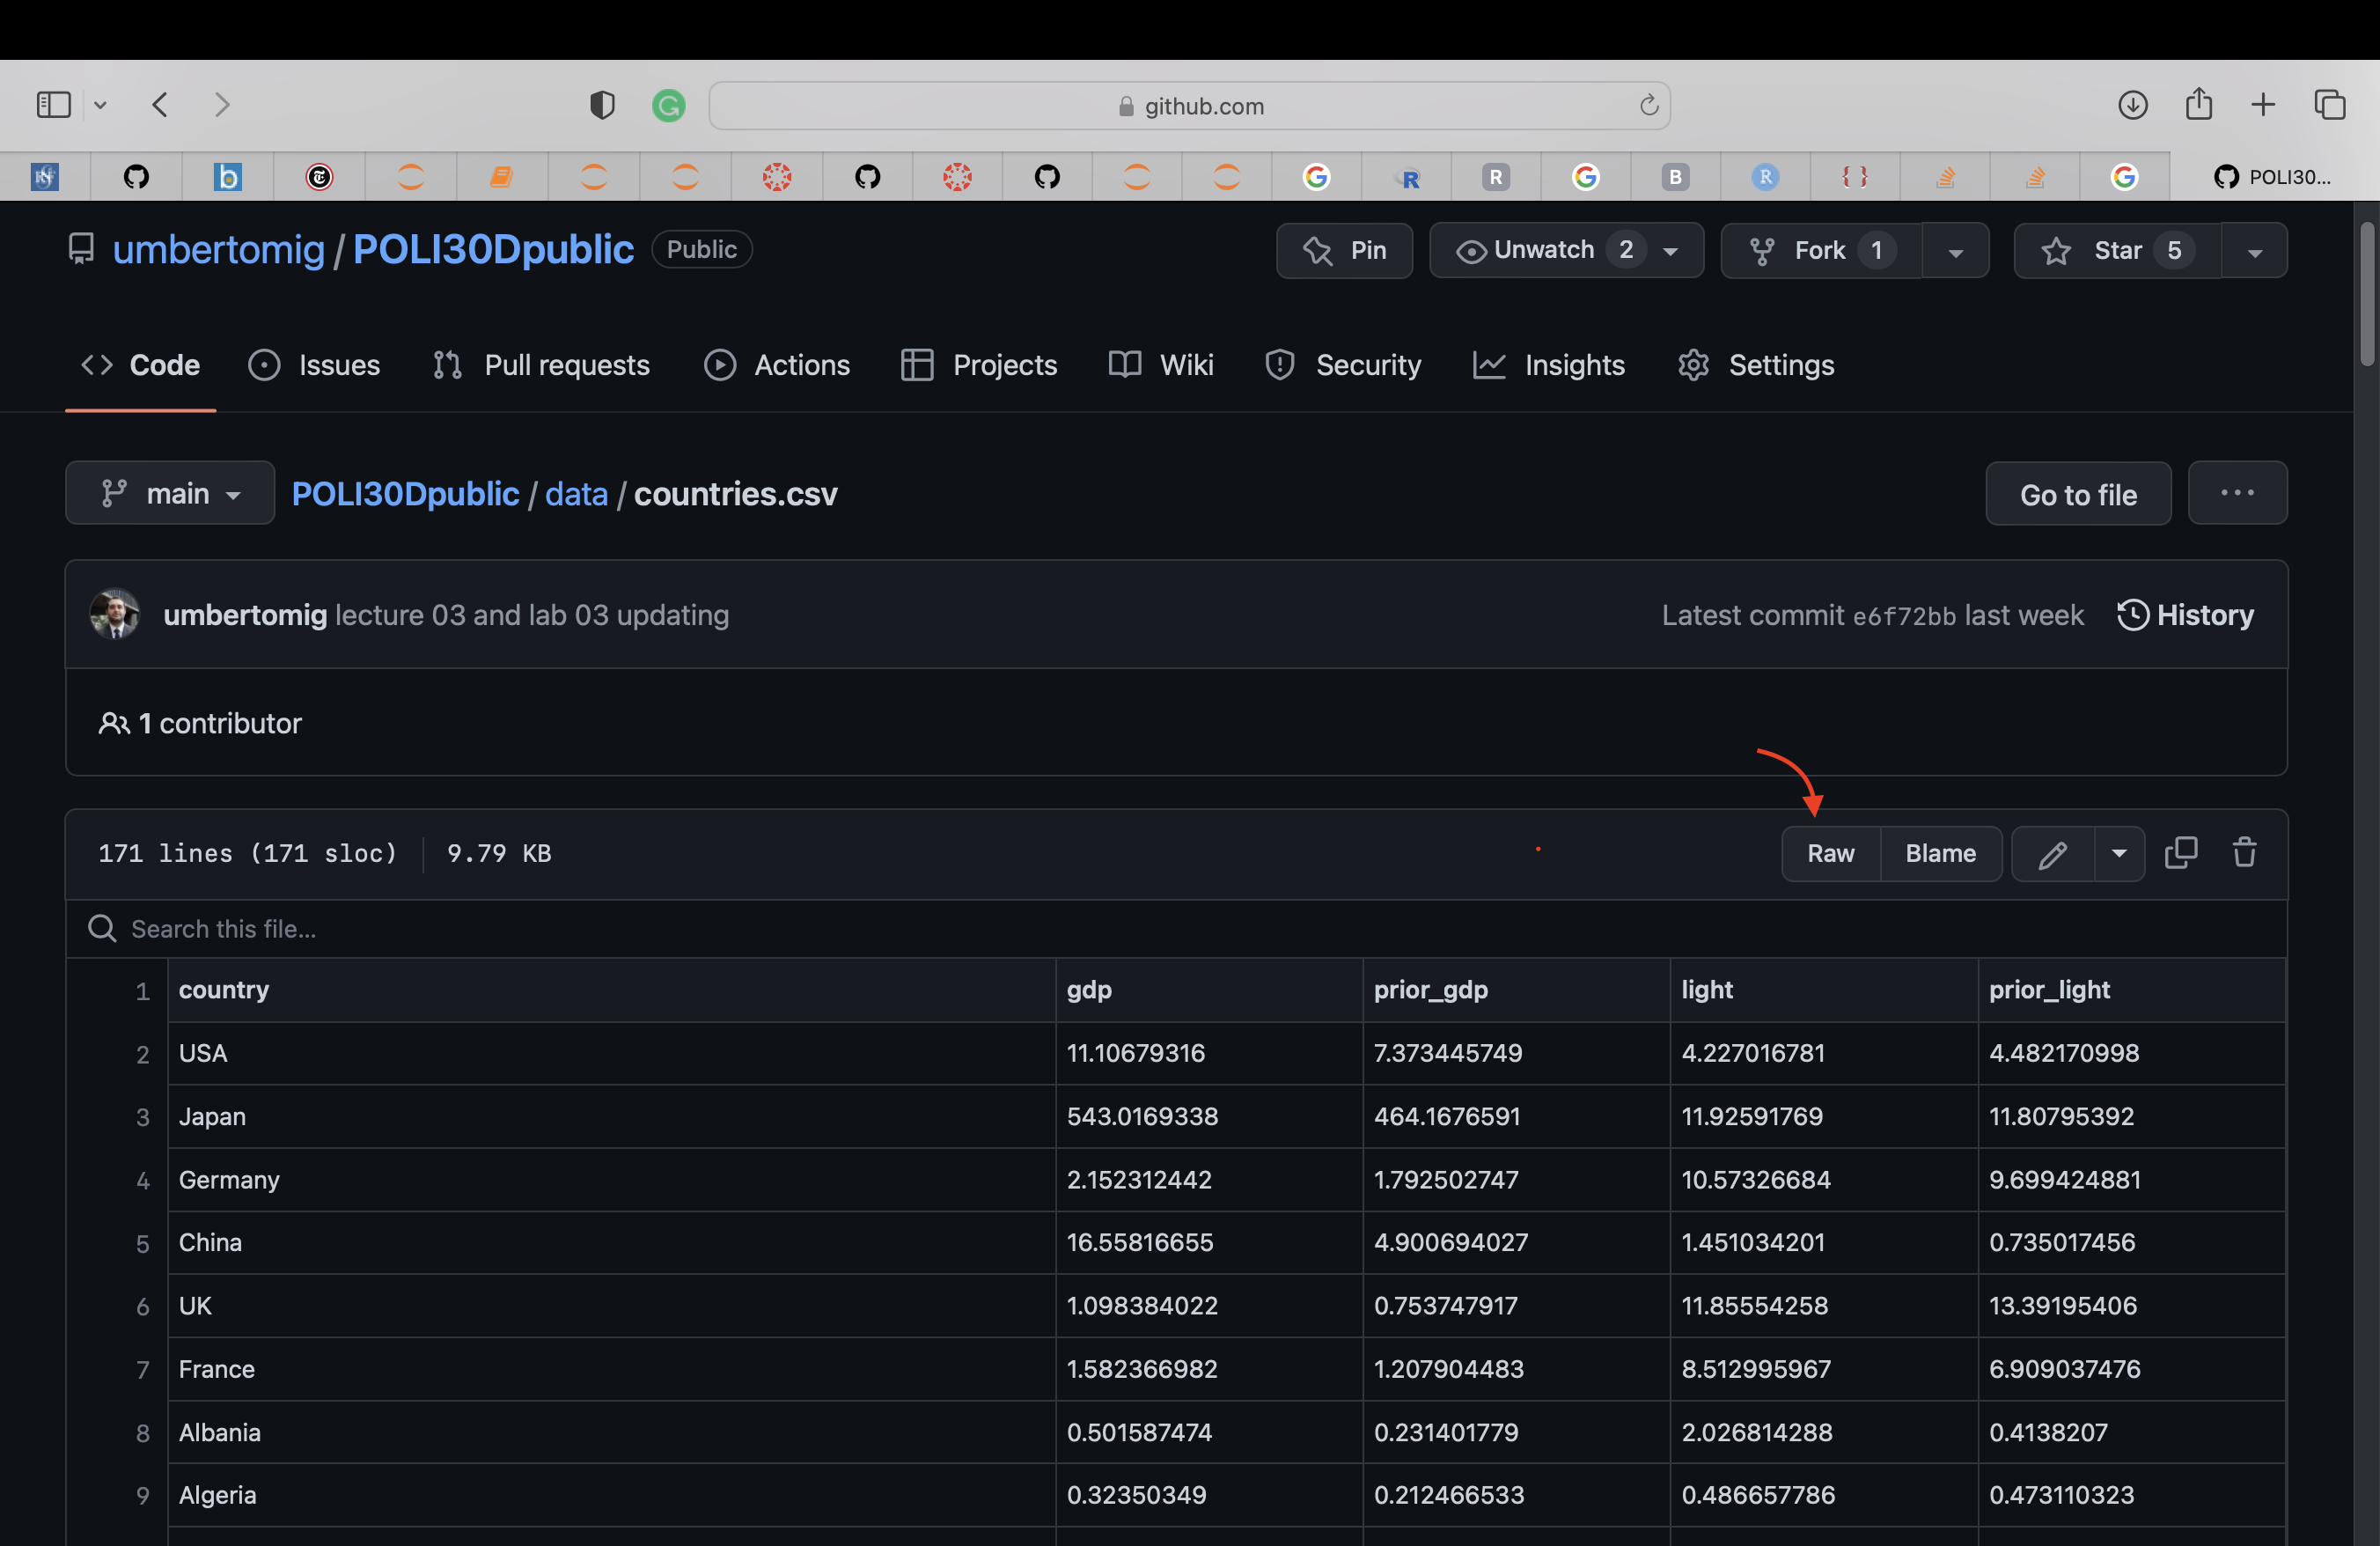 github.com
POLI30...
umbertomig / POLI30Dpublic Public
Pin Unwatch 2 Fork 1 Star 5
Code Issues Pull requests Actions Projects Wiki Security Insights Settings
main POLI30Dpublic / data / countries.csv Go to file ...
umbertomig lecture 03 and lab 03 updating Latest commit e6f72bb last week History
1 contributor
171 lines (171 sloc) 9.79 KB Raw Blame
Search this file...
1 country gdp prior_gdp light prior_light
2 USA 11.10679316 7.373445749 4.227016781 4.482170998
3 Japan 543.0169338 464.1676591 11.92591769 11.80795392
4 Germany 2.152312442 1.792502747 10.57326684 9.699424881
5 China 16.55816655 4.900694027 1.451034201 0.735017456
6 UK 1.098384022 0.753747917 11.85554258 13.39195406
7 France 1.582366982 1.207904483 8.512995967 6.909037476
8 Albania 0.501587474 0.231401779 2.026814288 0.4138207
9 Algeria 0.32350349 0.212466533 0.486657786 0.473110323